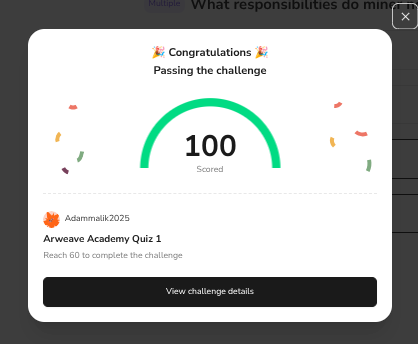 Multiple What responsibilities do miner
🎉 Congratulations 🎉
Passing the challenge
100
Scored
Adammalik2025
Arweave Academy Quiz 1
Reach 60 to complete the challenge
View challenge details